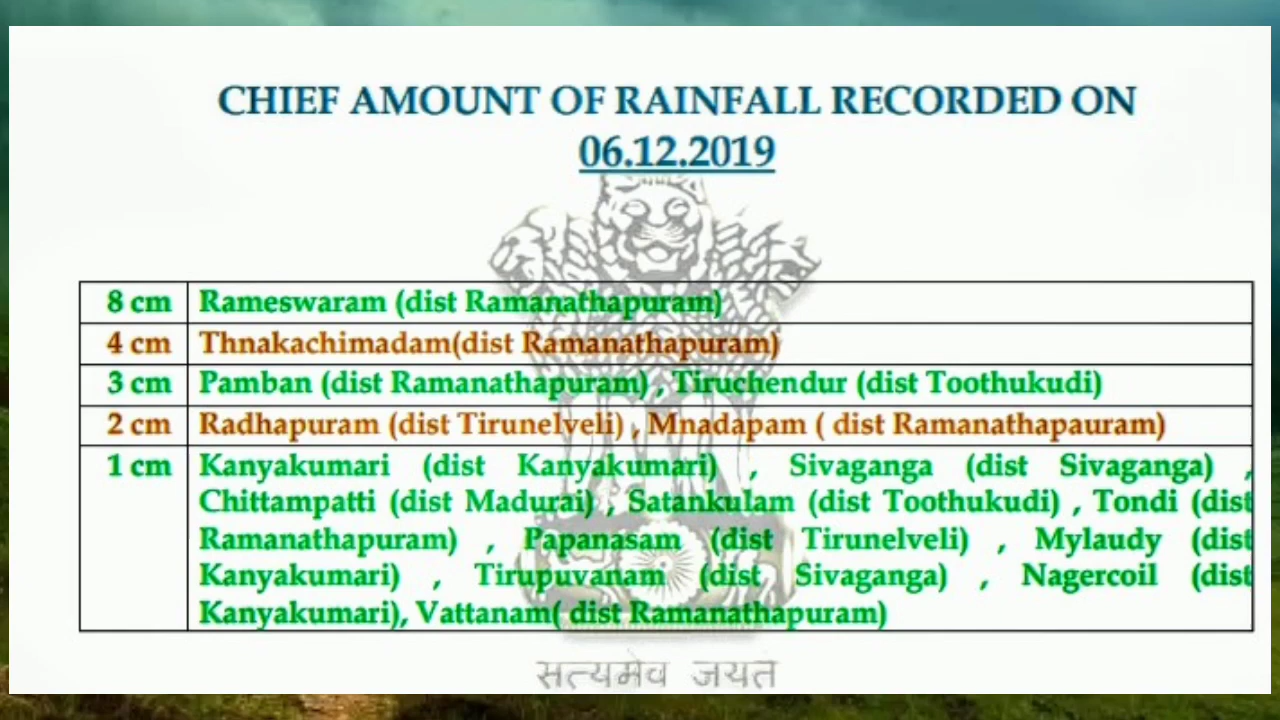 CHIEF AMOUNT OF RAINFALL RECORDED ON
06.12.2019
8 cm Rameswaram (dist Ramanathapuram)
4 cm Thnakachimadam(dist Ramanathapuram)
3 cm Pamban (dist Ramanathapuram) , Tiruchendur (dist Toothukudi)
2 cm Radhapuram (dist Tirunelveli) , Mnadapam ( dist Ramanathapauram)
1 cm Kanyakumari (dist Kanyakumari) , Sivaganga (dist Sivaganga) ,
Chittampatti (dist Madurai) , Satankulam (dist Toothukudi) , Tondi (dist
Ramanathapuram) , Papanasam (dist Tirunelveli) , Mylaudy (dist
Kanyakumari) , Tirupuvanam (dist Sivaganga) , Nagercoil (dist
Kanyakumari), Vattanam( dist Ramanathapuram)
सत्यमेव जयते